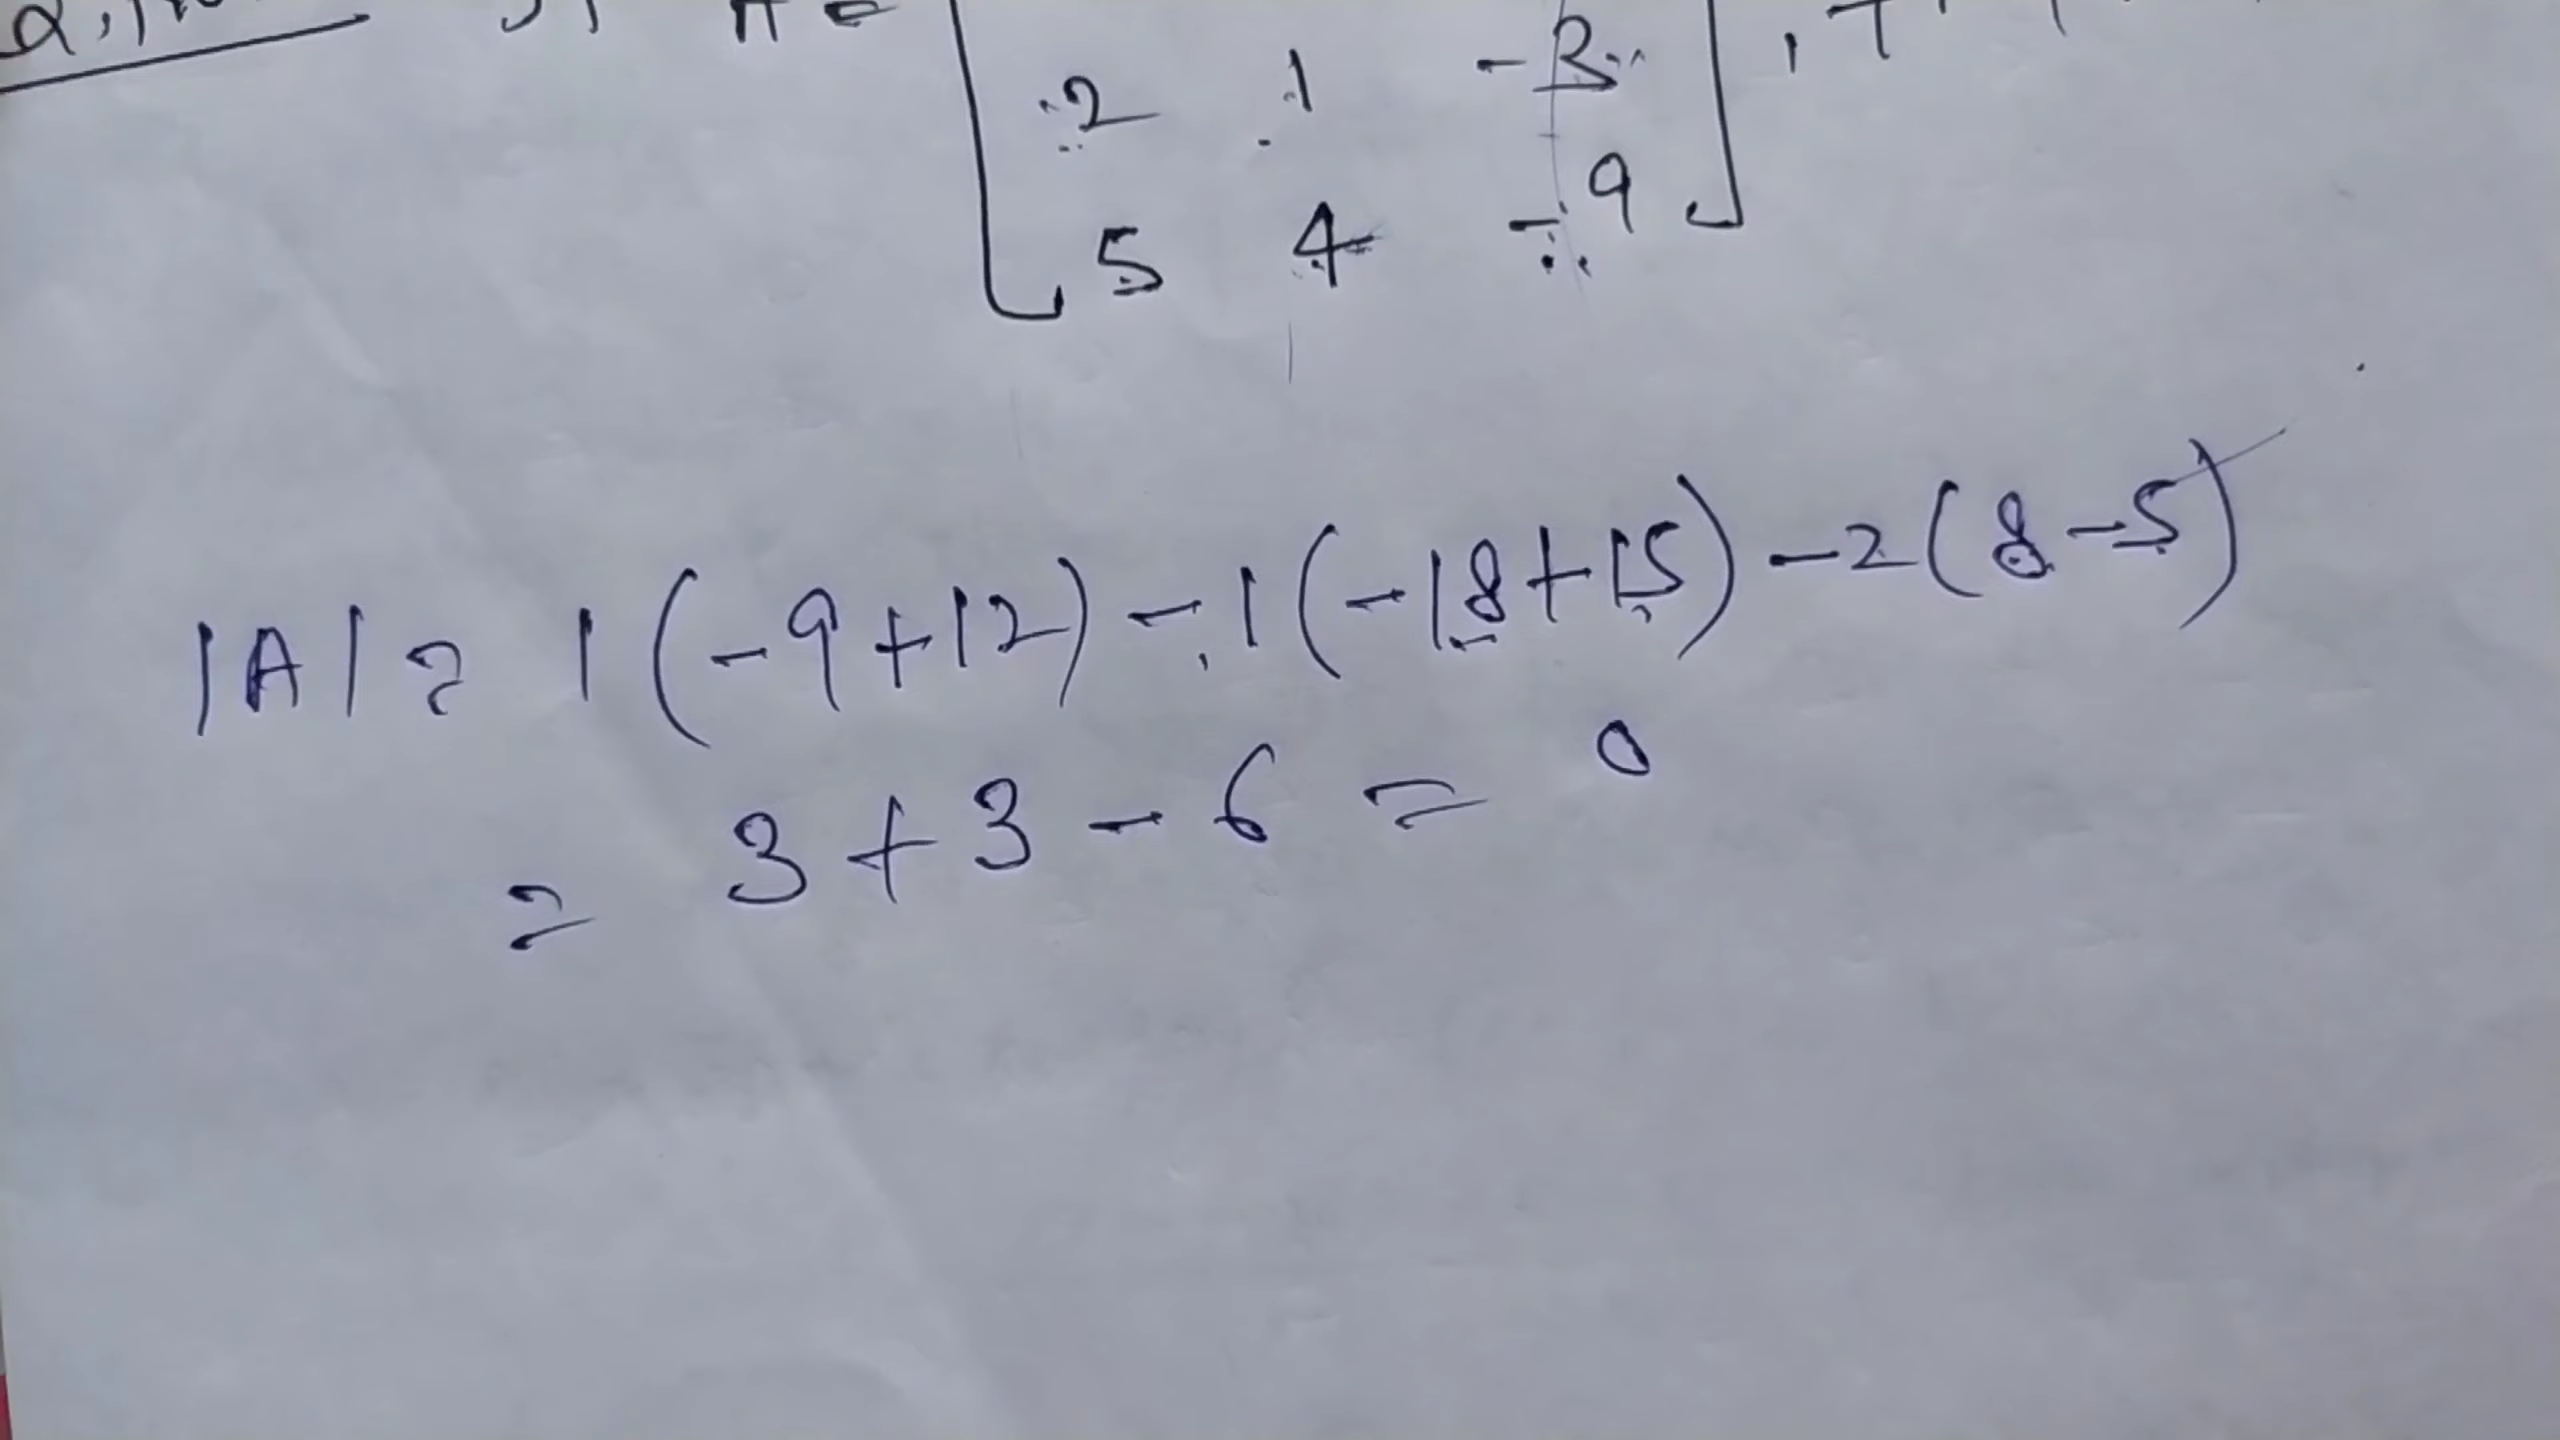 2 1 -3
5 4 -9
|A| = 1(-9+12) -1(-18+15) -2(8-5)
= 3+3-6 = 0